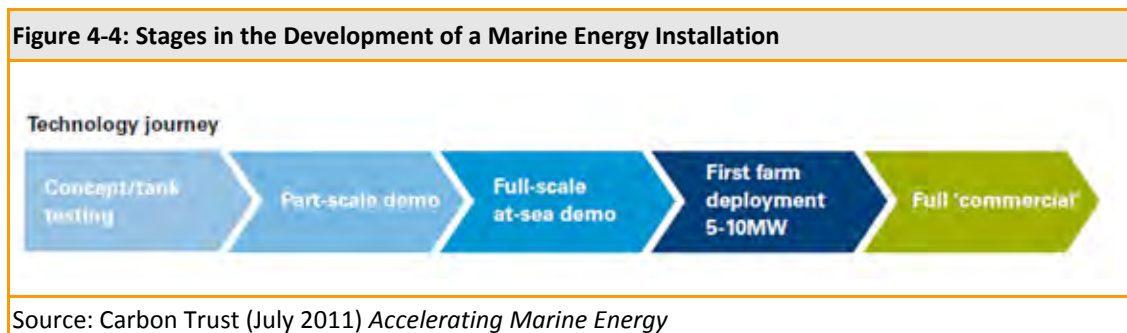 Figure 4-4: Stages in the Development of a Marine Energy Installation
Technology journey
Concept/tank
testing
Part-scale demo
Full-scale
at-sea demo
First farm
deployment
5-10MW
Full 'commercial'
Source: Carbon Trust (July 2011) Accelerating Marine Energy